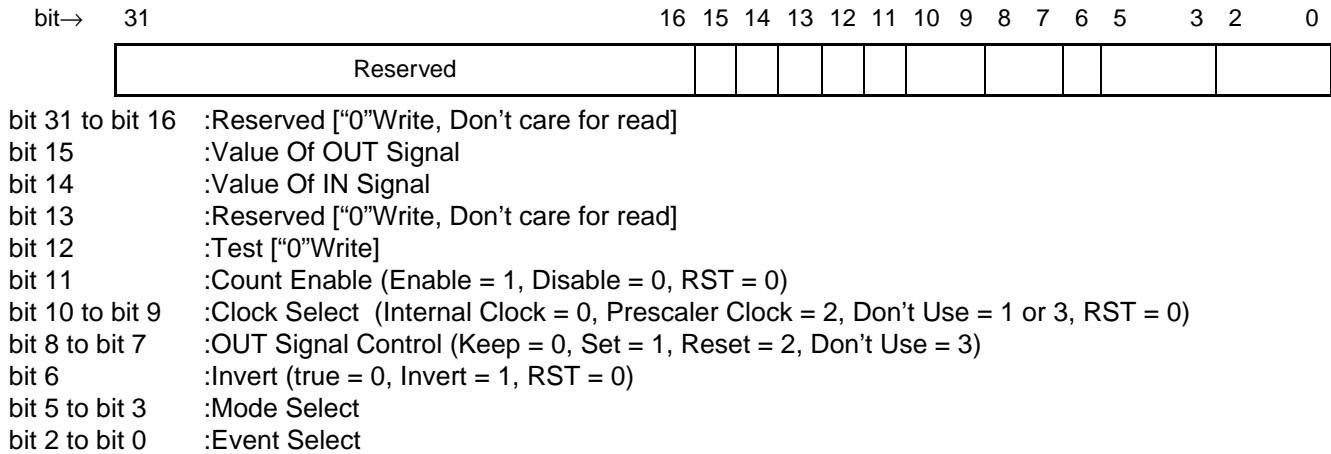 bit→ 31 16 15 14 13 12 11 10 9 8 7 6 5 3 2 0
Reserved
bit 31 to bit 16 :Reserved [“0”Write, Don’t care for read]
bit 15 :Value Of OUT Signal
bit 14 :Value Of IN Signal
bit 13 :Reserved [“0”Write, Don’t care for read]
bit 12 :Test [“0”Write]
bit 11 :Count Enable (Enable = 1, Disable = 0, RST = 0)
bit 10 to bit 9 :Clock Select (Internal Clock = 0, Prescaler Clock = 2, Don’t Use = 1 or 3, RST = 0)
bit 8 to bit 7 :OUT Signal Control (Keep = 0, Set = 1, Reset = 2, Don’t Use = 3)
bit 6 :Invert (true = 0, Invert = 1, RST = 0)
bit 5 to bit 3 :Mode Select
bit 2 to bit 0 :Event Select